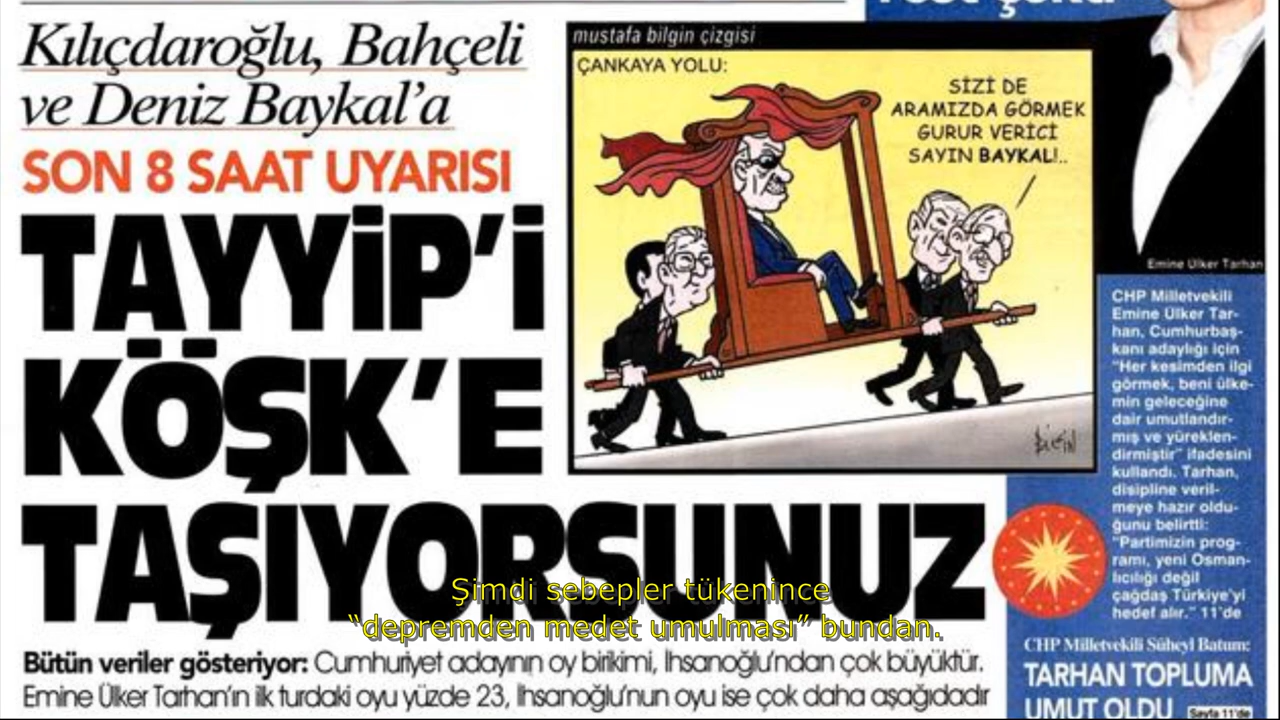 Kılıçdaroğlu, Bahçeli
ve Deniz Baykal’a
SON 8 SAAT UYARISI
TAYYİP’İ
KÖŞK’E
TAŞIYORSUNUZ
mustafa bilgin çizgisi
ÇANKAYA YOLU:
SİZİ DE
ARAMIZDA GÖRMEK
GURUR VERİCİ
SAYIN BAYKAL!..
BİLGİN
Emine Ülker Tarhan
CHP Milletvekili
Emine Ülker Tar-
han, Cumhurbaş-
kanı adaylığı için
"Her kesimden ilgi
görmek, beni ülke-
min geleceğine
dair umutlandır-
mış ve yüreklen-
dirmiştir" ifadesini
kullandı. Tarhan,
disipline veril-
meye hazır oldu-
ğunu belirtti:
"Partimizin prog-
ramı, yeni Osman-
lıcılığı değil
çağdaş Türkiye'yi
hedef alır." 11'de
CHP Milletvekili Süheyl Batum:
TARHAN TOPLUMA
UMUT OLDU Sayfa 11'de
Şimdi sebepler tükenince
“depremden medet umulması” bundan.
Bütün veriler gösteriyor: Cumhuriyet adayının oy birikimi, İhsanoğlu’ndan çok büyüktür.
Emine Ülker Tarhan’ın ilk turdaki oyu yüzde 23, İhsanoğlu’nun oyu ise çok daha aşağıdadır